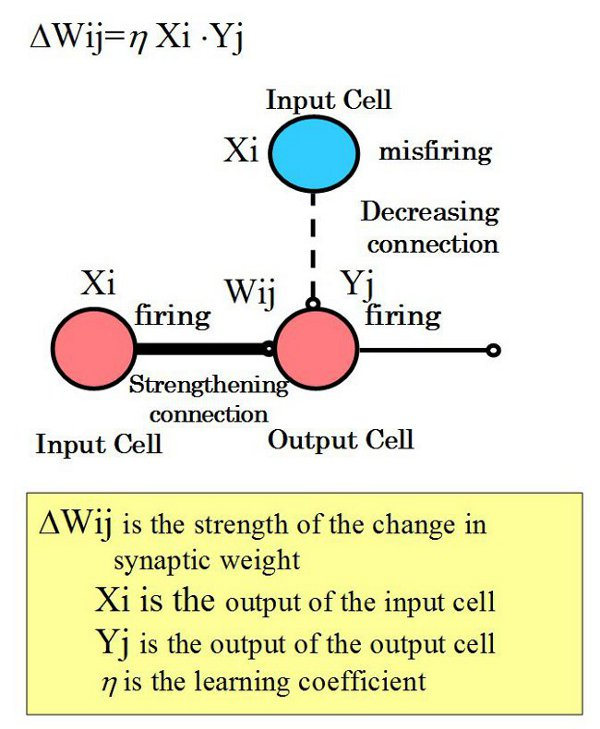 ΔWij=η Xi ·Yj
Input Cell
Xi
misfiring
Decreasing
connection
Xi
firing
Wij
Yj
firing
Strengthening
connection
Input Cell
Output Cell
ΔWij is the strength of the change in
synaptic weight
Xi is the output of the input cell
Yj is the output of the output cell
η is the learning coefficient